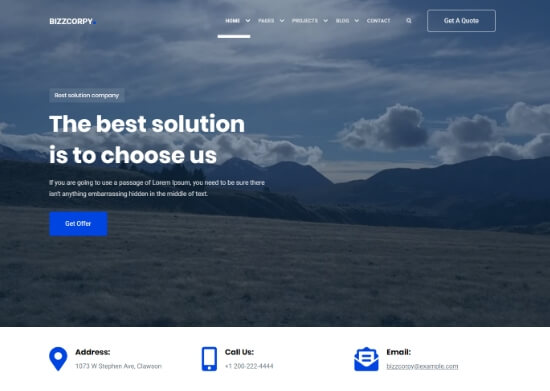 BIZZCORPY.
HOME PAGES PROJECTS BLOG CONTACT Get A Quote
Best solution company
The best solution
is to choose us
If you are going to use a passage of Lorem Ipsum, you need to be sure there
isn't anything embarrassing hidden in the middle of text.
Get Offer
Address:
1073 W Stephen Ave, Clawson
Call Us:
+1 200-222-4444
Email:
bizzcorpy@example.com